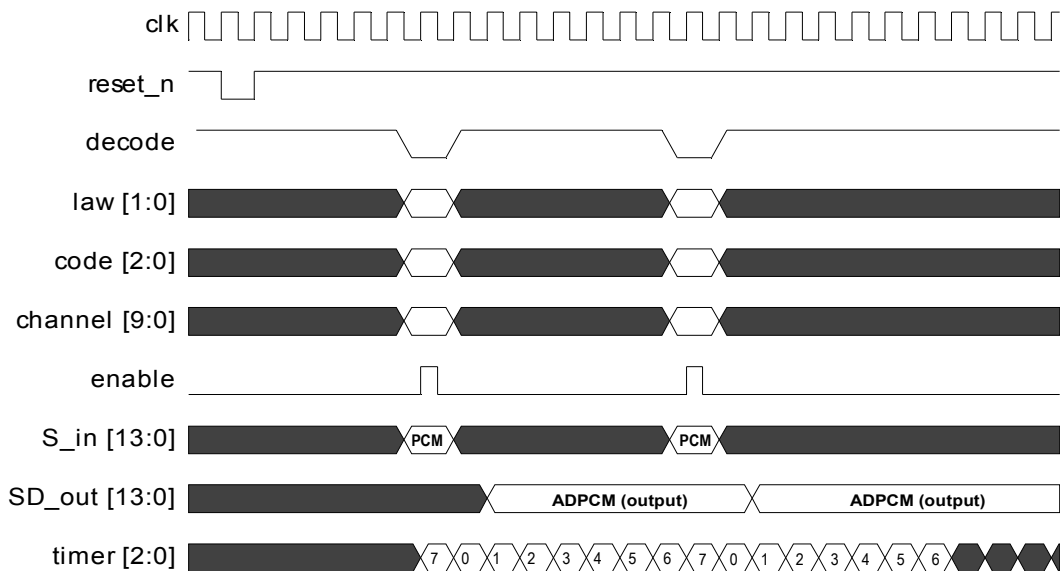 clk
reset_n
decode
law [1:0]
code [2:0]
channel [9:0]
enable
S_in [13:0] PCM PCM
SD_out [13:0] ADPCM (output) ADPCM (output)
timer [2:0] 7 0 1 2 3 4 5 6 7 0 1 2 3 4 5 6